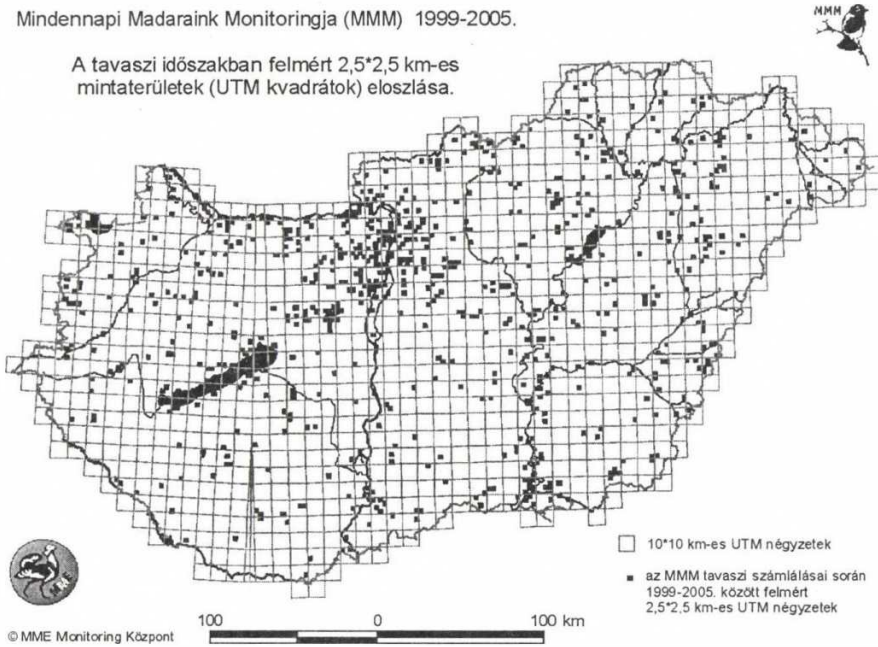 Mindennapi Madaraink Monitoringja (MMM) 1999-2005.
MMM
A tavaszi időszakban felmért 2,5*2,5 km-es
mintaterületek (UTM kvadrátok) eloszlása.
10*10 km-es UTM négyzetek
az MMM tavaszi számlálásai során
1999-2005. között felmért
2,5*2,5 km-es UTM négyzetek
MME
© MME Monitoring Központ
100 0 100 km